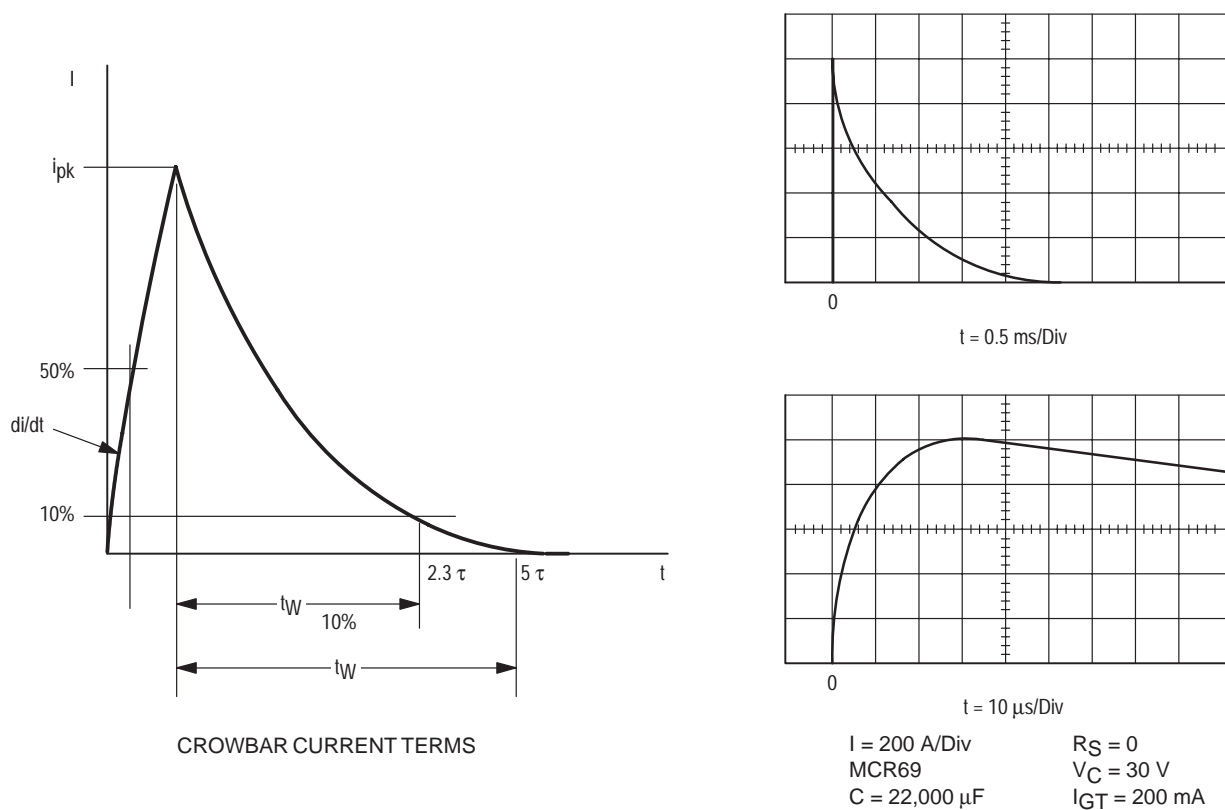 I
ipk
50%
di/dt
10%
2.3 τ
5 τ
t
tW
10%
tW
CROWBAR CURRENT TERMS
0
t = 0.5 ms/Div
0
t = 10 µs/Div
I = 200 A/Div
RS = 0
MCR69
VC = 30 V
C = 22,000 µF
IGT = 200 mA